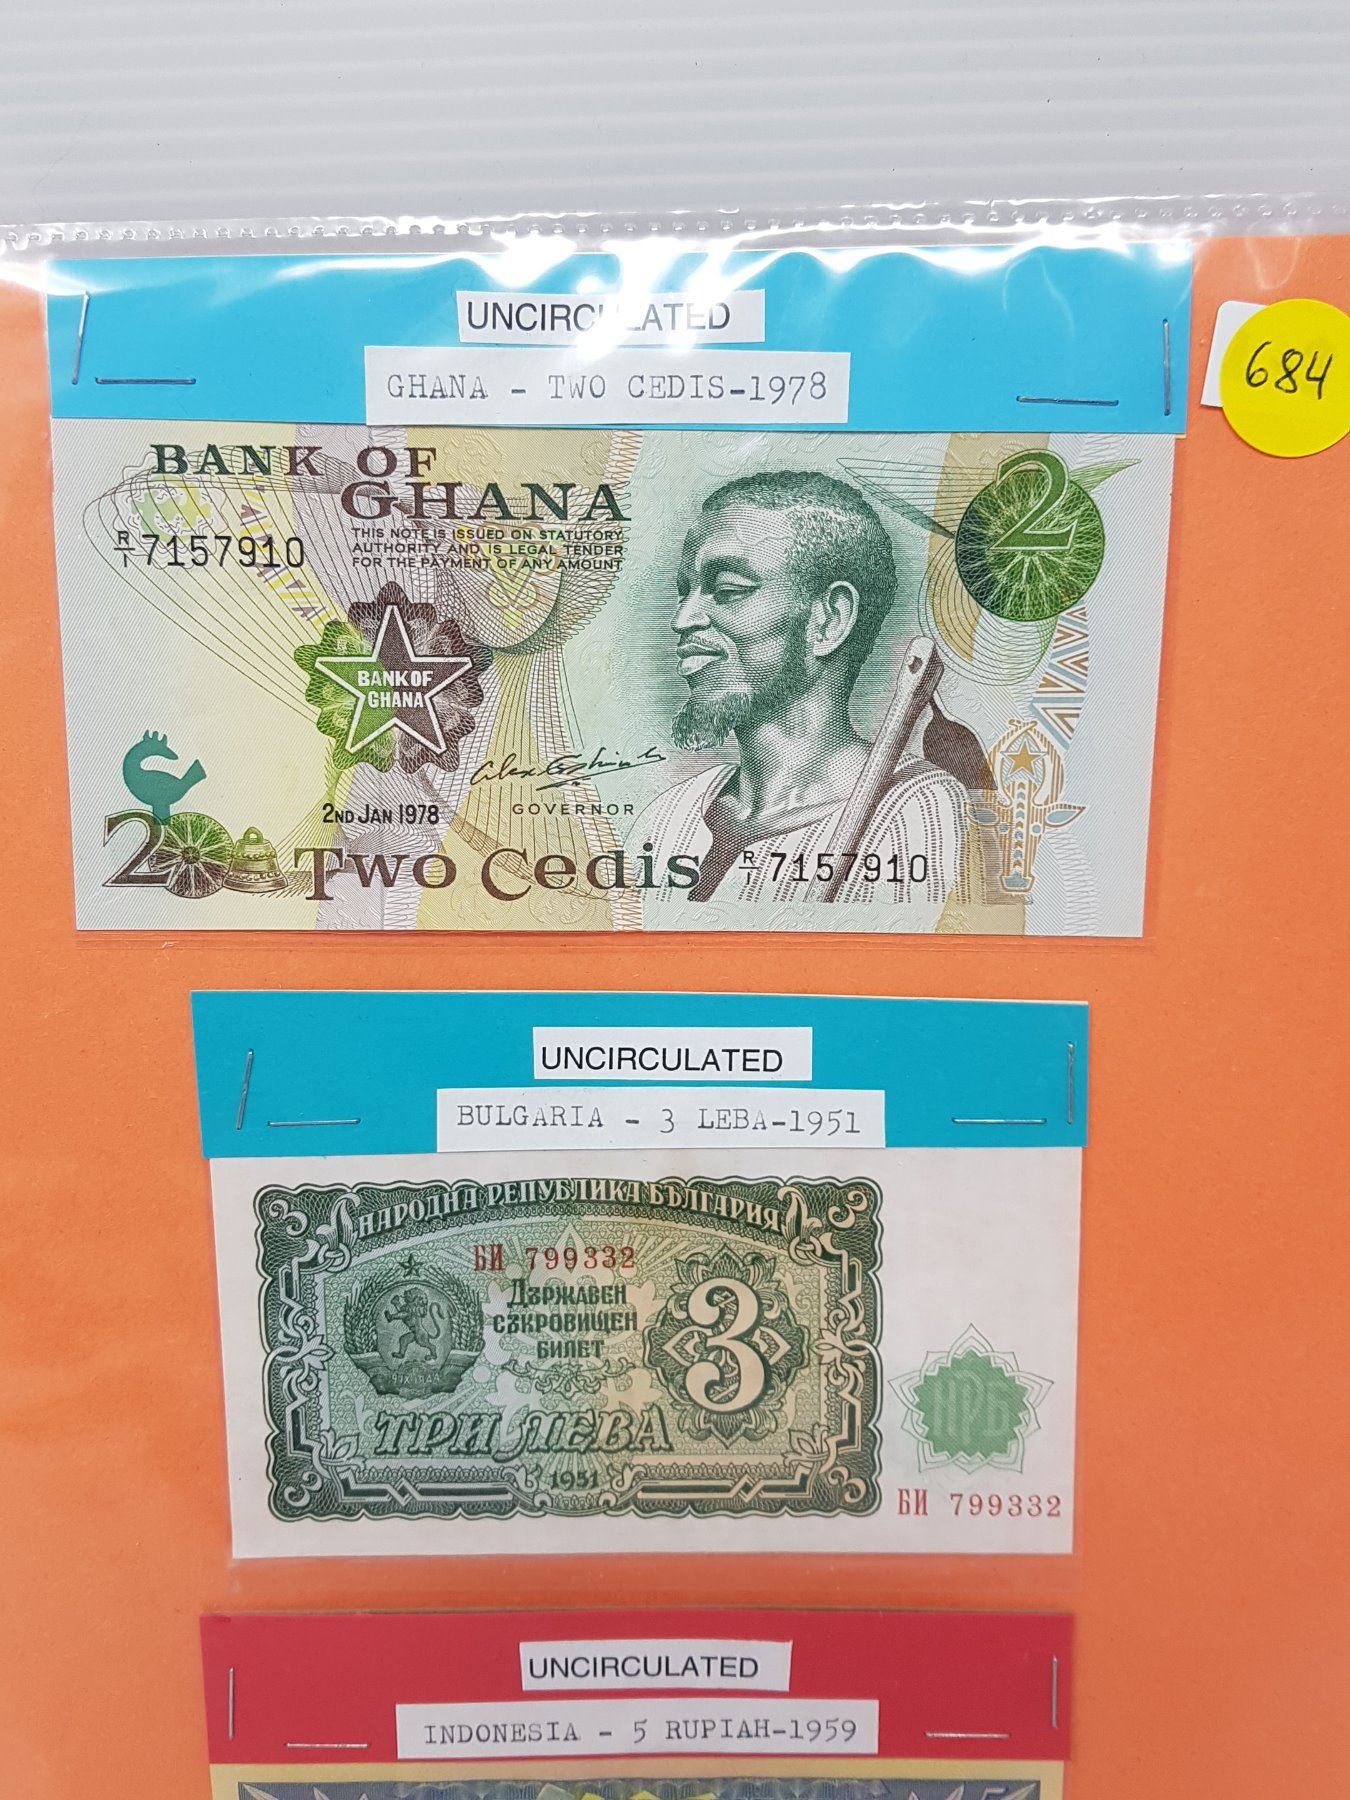 UNCIRCULATED
GHANA - TWO CEDIS-1978
684
BANK OF
GHANA
THIS NOTE IS ISSUED ON STATUTORY
AUTHORITY AND IS LEGAL TENDER
FOR THE PAYMENT OF ANY AMOUNT
R/1 7157910
2
BANK OF
GHANA
GOVERNOR
2ND JAN 1978
2
Two Cedis
R/1 7157910
UNCIRCULATED
BULGARIA - 3 LEBA-1951
НАРОДНА РЕПУБЛИКА БЪЛГАРИЯ
3
3
БИ 799332
ДЪРЖАВЕН
СЪКРОВИЩЕН
БИЛЕТ
3
ТРИ ЛЕВА
1951
НРБ
БИ 799332
UNCIRCULATED
INDONESIA - 5 RUPIAH-1959
5